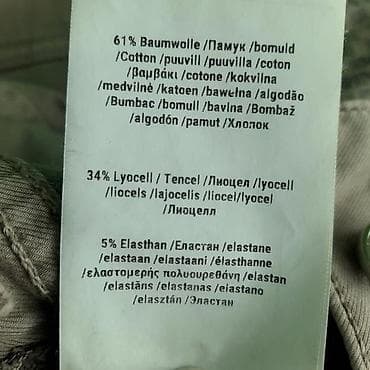 61% Baumwolle /Памук /bomuld
/Cotton /puuvill /puuvilla /coton
/βαμβάκι /cotone /kokvilna
/medvilnė /katoen /bawełna /algodão
/Bumbac /bomull /bavlna /Bombaž
/algodón /pamut /Хлопок
34% Lyocell / Tencel /Лиоцел /lyocell
/liocels /lajocelis /liocel/lyocel
/Лиоцелл
5% Elasthan /Еластан /elastane
/elastaan /elastaani /élasthanne
/ελαστομερής πολυουρεθάνη /elastan
/elastāns /elastanas /elastano
/elasztán /Эластан